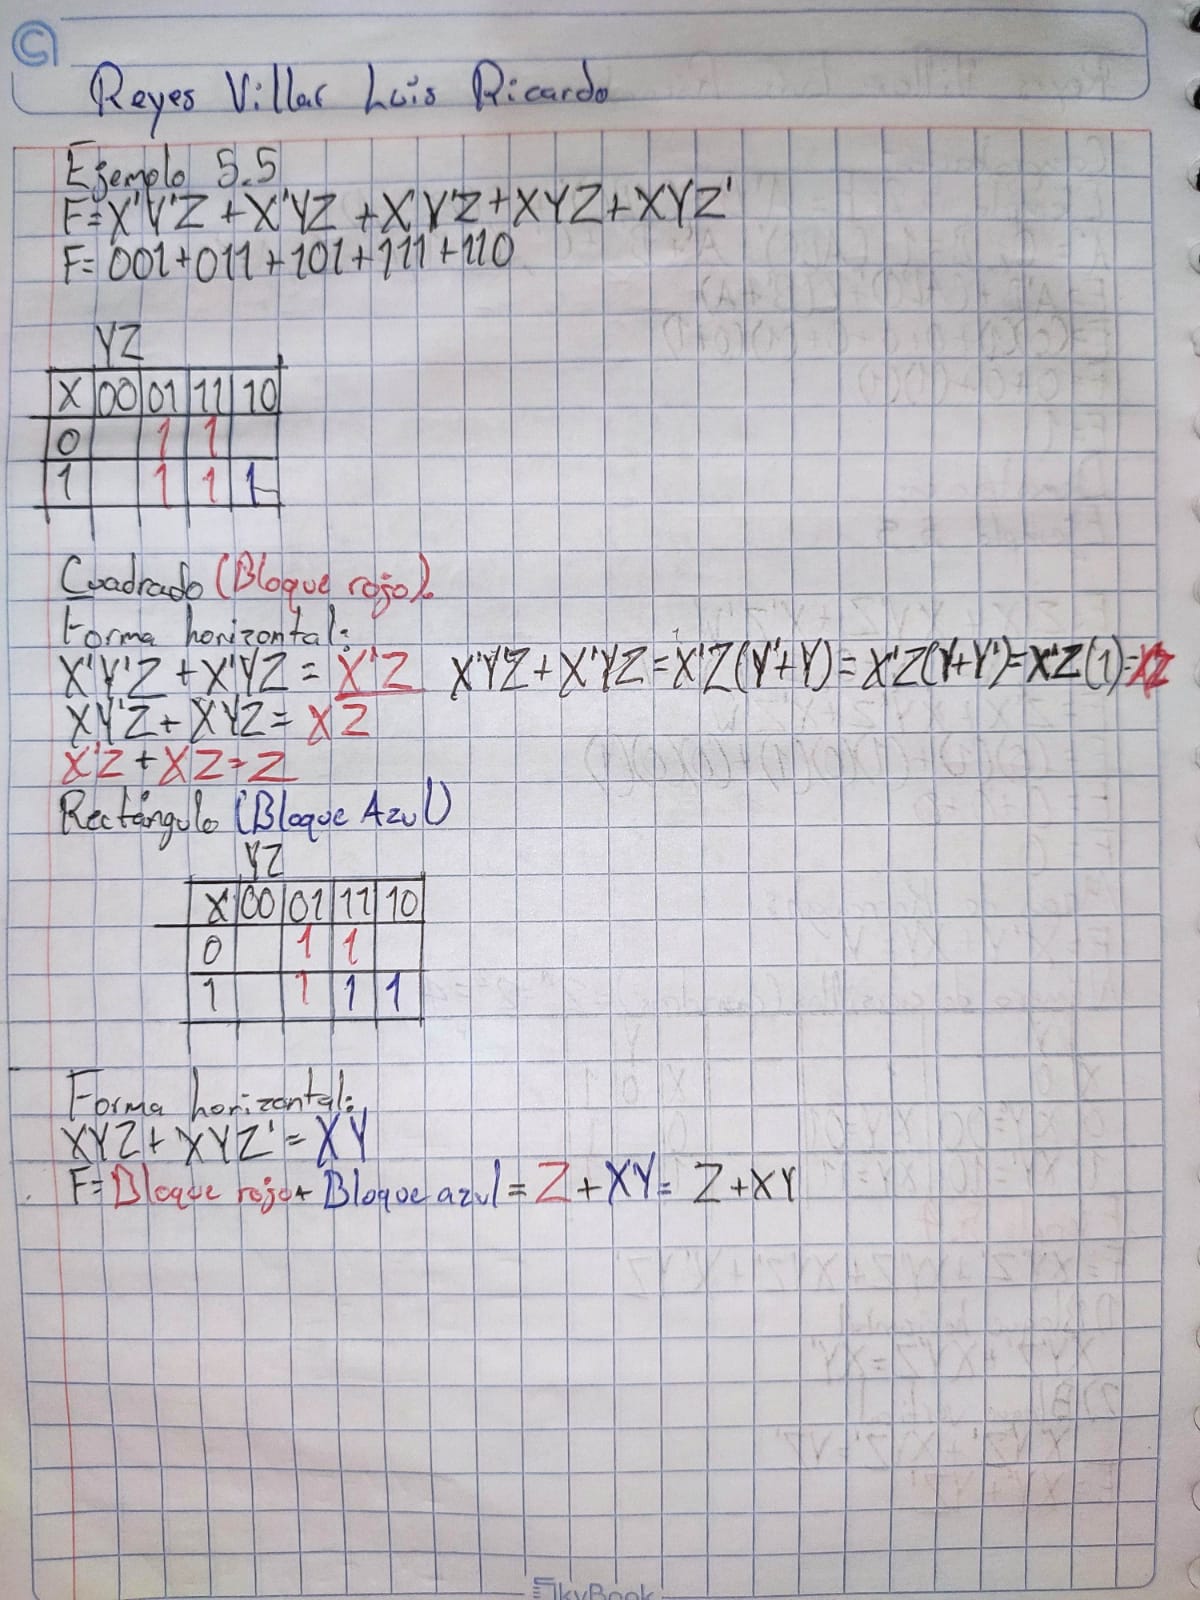 Reyes Villar Luis Ricardo
Ejemplo 5.5
F=X'Y'Z+X'YZ+XY'Z+XYZ+XYZ'
F=001+011+101+111+110
YZ
X 00 01 11 10
0 1 1
1 1 1 1
Cuadrado (Bloque rojo).
Forma horizontal:
X'Y'Z+X'YZ=X'Z X'Y'Z+X'YZ=X'Z(Y'+Y)=X'Z(Y+Y')=X'Z(1)=X'Z
XY'Z+XYZ=XZ
X'Z+XZ=Z
Rectángulo (Bloque Azul)
YZ
X 00 01 11 10
0 1 1
1 1 1 1
Forma horizontal:
XYZ+XYZ'=XY
F=Bloque rojo+Bloque azul=Z+XY=Z+XY
SkyBook